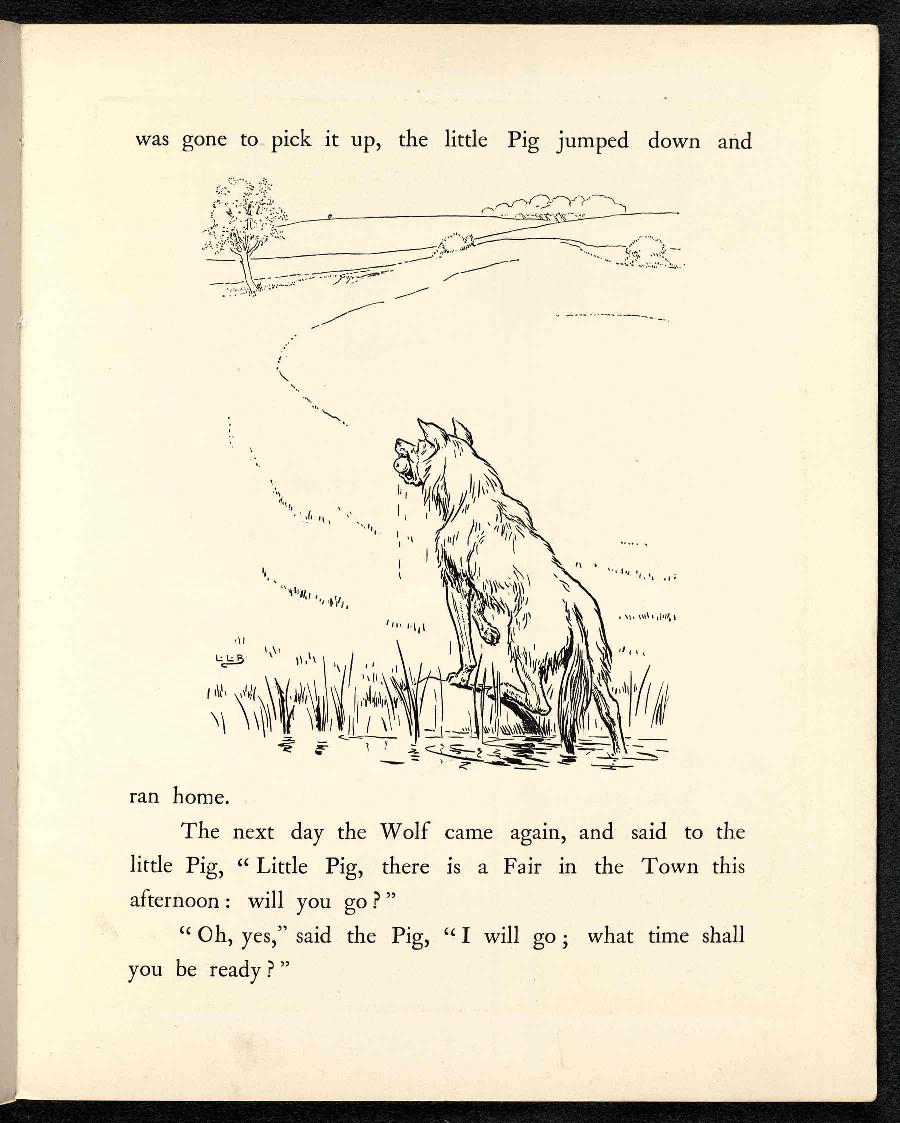 was gone to pick it up, the little Pig jumped down and
L.L.B
ran home.
The next day the Wolf came again, and said to the
little Pig, “ Little Pig, there is a Fair in the Town this
afternoon : will you go ? ”
“ Oh, yes,” said the Pig, “ I will go ; what time shall
you be ready ? ”